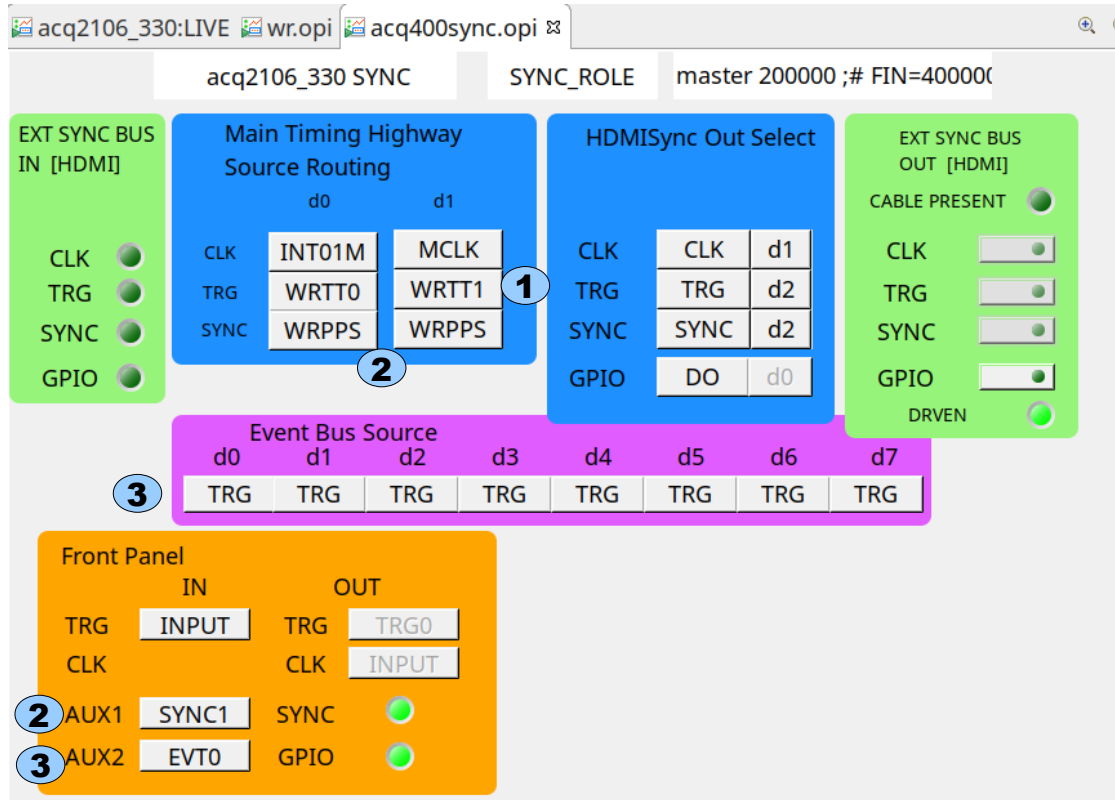 acq2106_330:LIVE wr.opi acq400sync.opi
acq2106_330 SYNC SYNC_ROLE master 200000 ;# FIN=400000
EXT SYNC BUS
IN [HDMI]
CLK
TRG
SYNC
GPIO
Main Timing Highway
Source Routing
d0 d1
CLK INT01M MCLK
TRG WRTT0 WRTT1 1
SYNC WRPPS WRPPS
2
HDMISync Out Select
CLK CLK d1
TRG TRG d2
SYNC SYNC d2
GPIO DO d0
EXT SYNC BUS
OUT [HDMI]
CABLE PRESENT
CLK
TRG
SYNC
GPIO
DRVEN
Event Bus Source
d0 d1 d2 d3 d4 d5 d6 d7
3 TRG TRG TRG TRG TRG TRG TRG TRG
Front Panel
IN OUT
TRG INPUT TRG TRG0
CLK CLK INPUT
2 AUX1 SYNC1 SYNC
3 AUX2 EVT0 GPIO